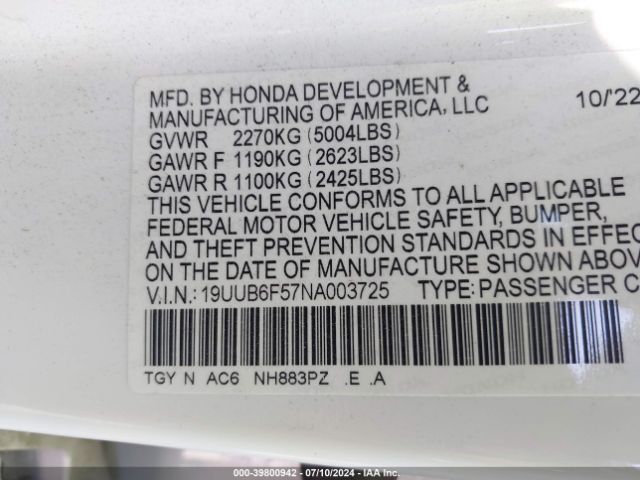 MFD. BY HONDA DEVELOPMENT &
MANUFACTURING OF AMERICA, LLC 10/'22
GVWR 2270KG (5004LBS)
GAWR F 1190KG (2623LBS)
GAWR R 1100KG (2425LBS)
THIS VEHICLE CONFORMS TO ALL APPLICABLE
FEDERAL MOTOR VEHICLE SAFETY, BUMPER,
AND THEFT PREVENTION STANDARDS IN EFFEC
ON THE DATE OF MANUFACTURE SHOWN ABOV
V.I.N.: 19UUB6F57NA003725 TYPE: PASSENGER C
TGY N AC6 NH883PZ .E .A
000-39800942 - 07/10/2024 - IAA Inc.